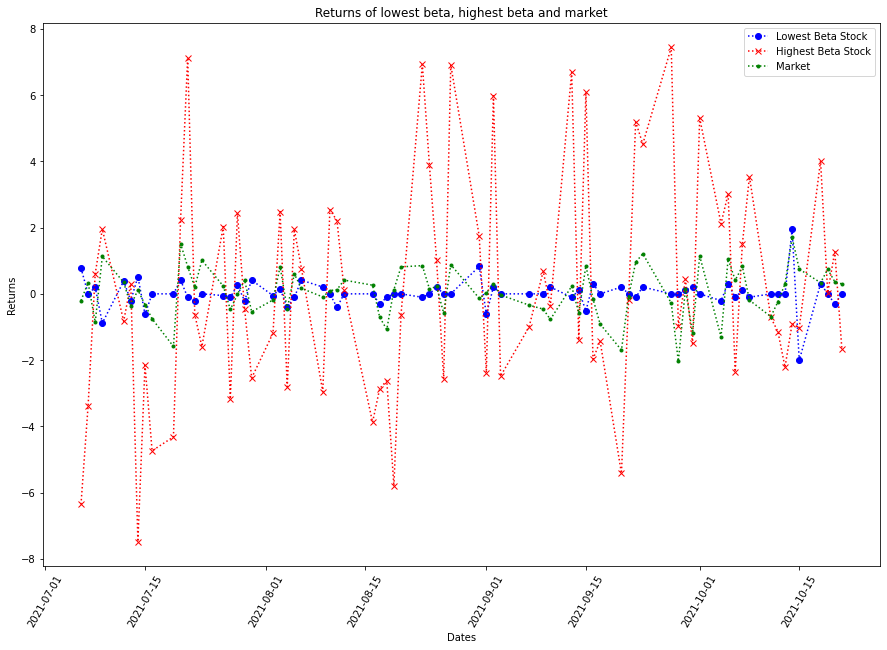 Returns of lowest beta, highest beta and market
Lowest Beta Stock
Highest Beta Stock
Market
8
6
4
2
0
−2
−4
−6
−8
Returns
2021-07-01
2021-07-15
2021-08-01
2021-08-15
2021-09-01
2021-09-15
2021-10-01
2021-10-15
Dates